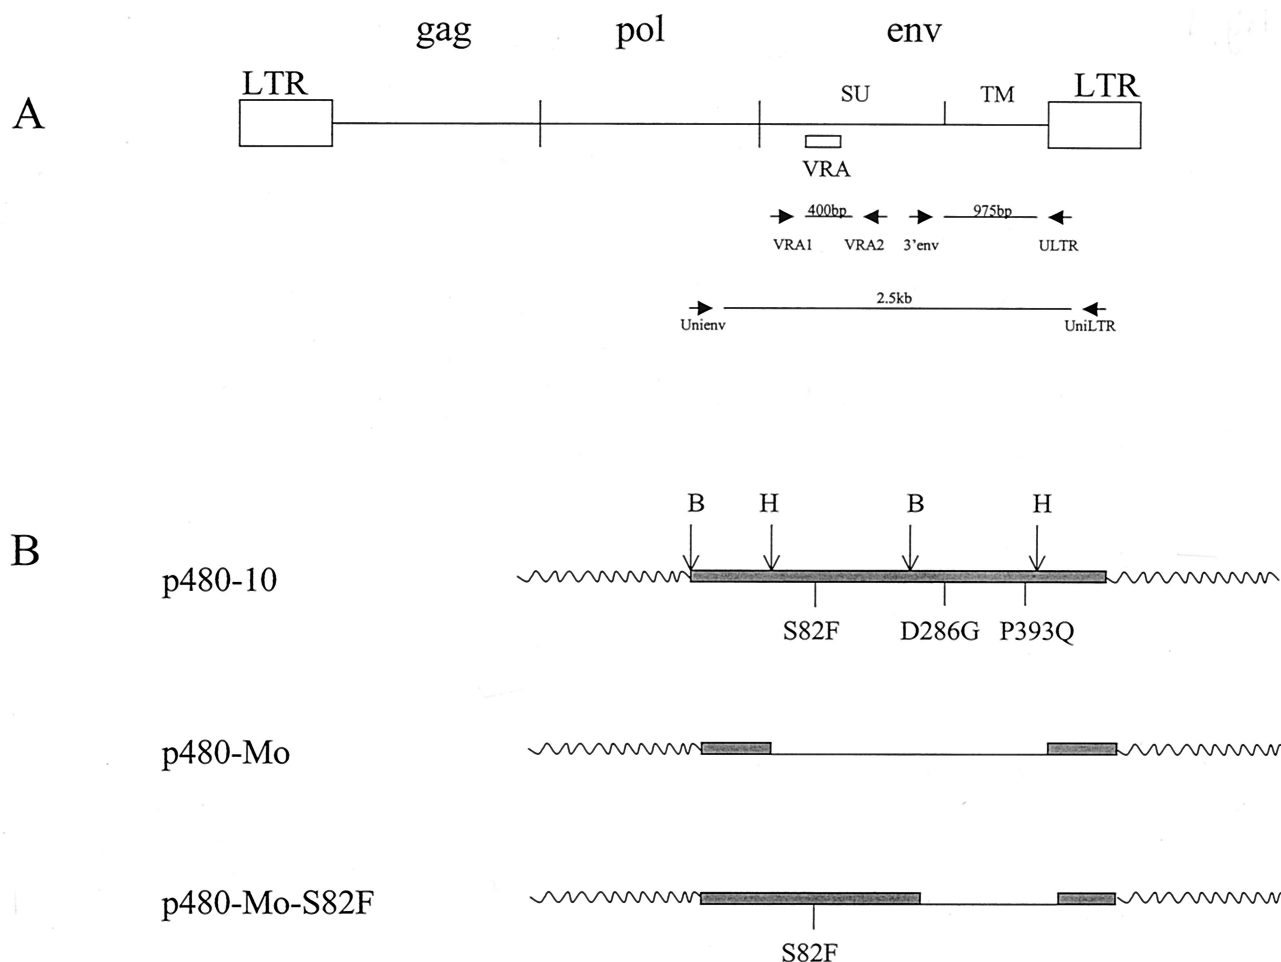 gag pol env
LTR LTR
A
SU TM
VRA
400bp 975bp
VRA1 VRA2 3’env ULTR
2.5kb
Unienv UniLTR
B H B H
B
p480-10
S82F D286G P393Q
p480-Mo
p480-Mo-S82F
S82F